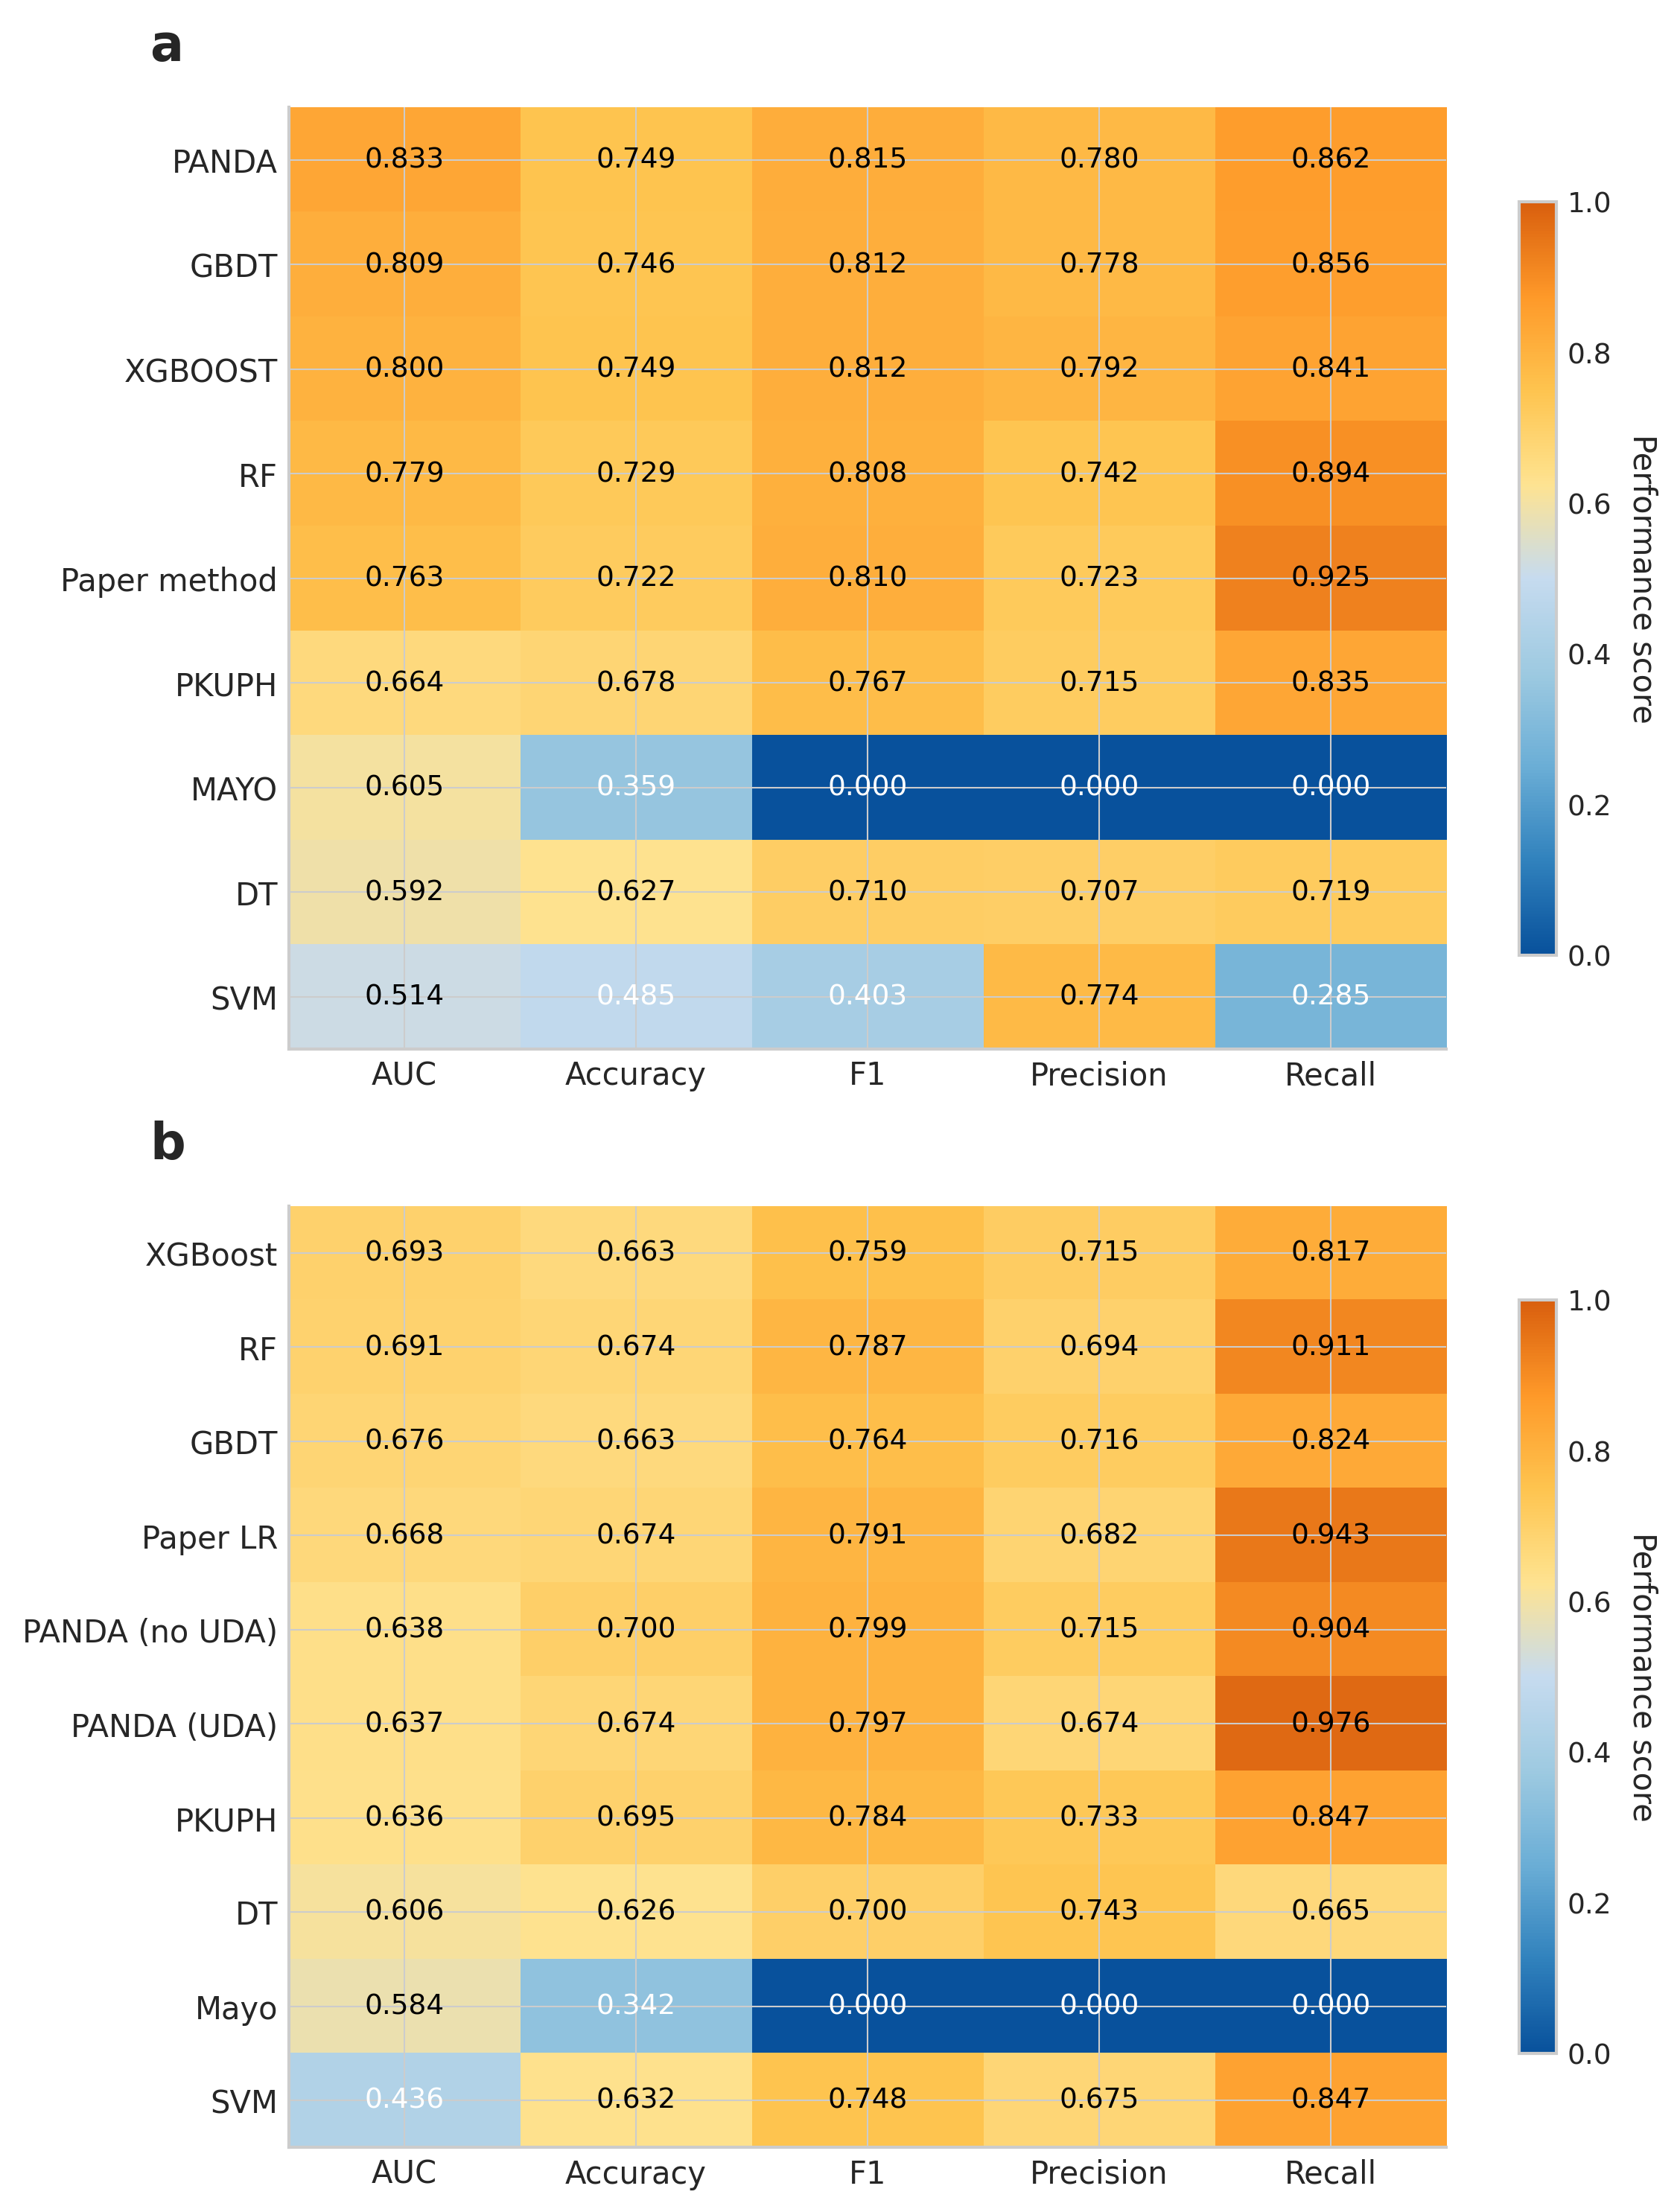 a
PANDA 0.833 0.749 0.815 0.780 0.862
GBDT 0.809 0.746 0.812 0.778 0.856
XGBOOST 0.800 0.749 0.812 0.792 0.841
RF 0.779 0.729 0.808 0.742 0.894
Paper method 0.763 0.722 0.810 0.723 0.925
PKUPH 0.664 0.678 0.767 0.715 0.835
MAYO 0.605 0.359 0.000 0.000 0.000
DT 0.592 0.627 0.710 0.707 0.719
SVM 0.514 0.485 0.403 0.774 0.285
AUC Accuracy F1 Precision Recall
1.0
0.8
0.6
0.4
0.2
0.0
Performance score
b
XGBoost 0.693 0.663 0.759 0.715 0.817
RF 0.691 0.674 0.787 0.694 0.911
GBDT 0.676 0.663 0.764 0.716 0.824
Paper LR 0.668 0.674 0.791 0.682 0.943
PANDA (no UDA) 0.638 0.700 0.799 0.715 0.904
PANDA (UDA) 0.637 0.674 0.797 0.674 0.976
PKUPH 0.636 0.695 0.784 0.733 0.847
DT 0.606 0.626 0.700 0.743 0.665
Mayo 0.584 0.342 0.000 0.000 0.000
SVM 0.436 0.632 0.748 0.675 0.847
AUC Accuracy F1 Precision Recall
1.0
0.8
0.6
0.4
0.2
0.0
Performance score